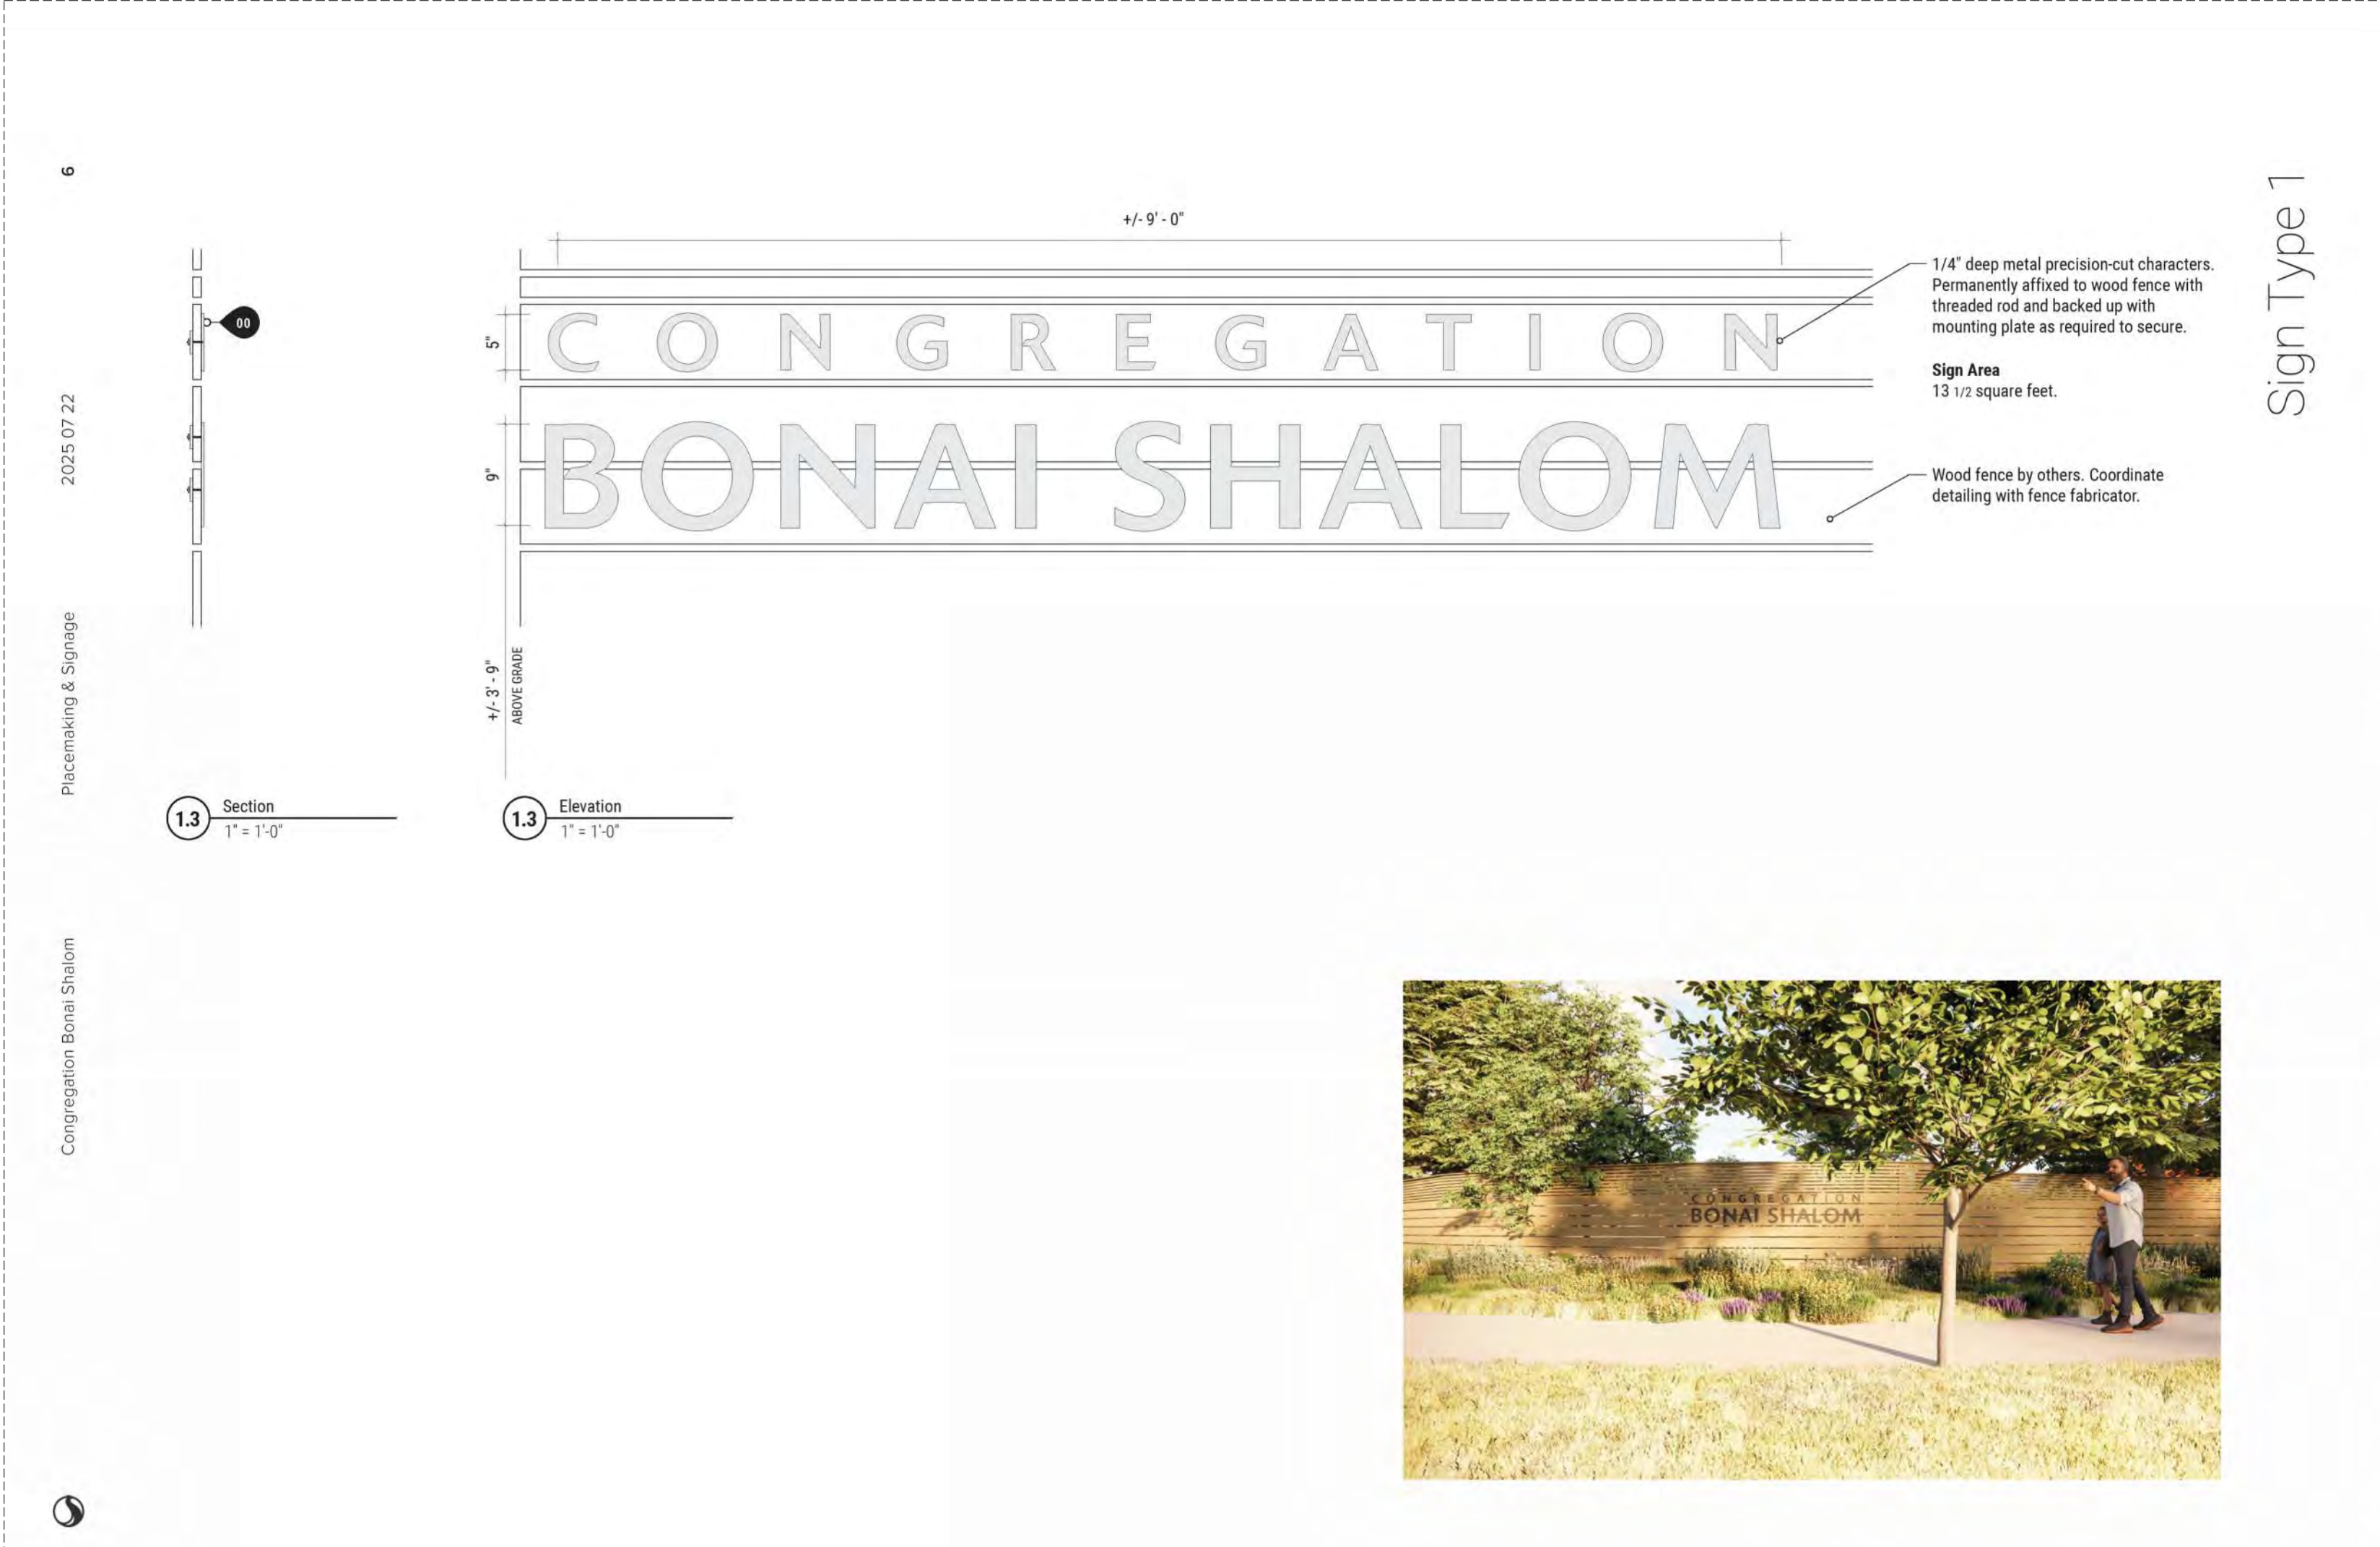 6
2025 07 22
Placemaking & Signage
Congregation Bonai Shalom
Sign Type 1
+/- 9' - 0"
00
5"
CONGREGATION
9"
BONAI SHALOM
+/- 3' - 9"
ABOVE GRADE
1/4" deep metal precision-cut characters.
Permanently affixed to wood fence with
threaded rod and backed up with
mounting plate as required to secure.
Sign Area
13 1/2 square feet.
Wood fence by others. Coordinate
detailing with fence fabricator.
1.3
Section
1" = 1'-0"
1.3
Elevation
1" = 1'-0"
CONGREGATION
BONAI SHALOM